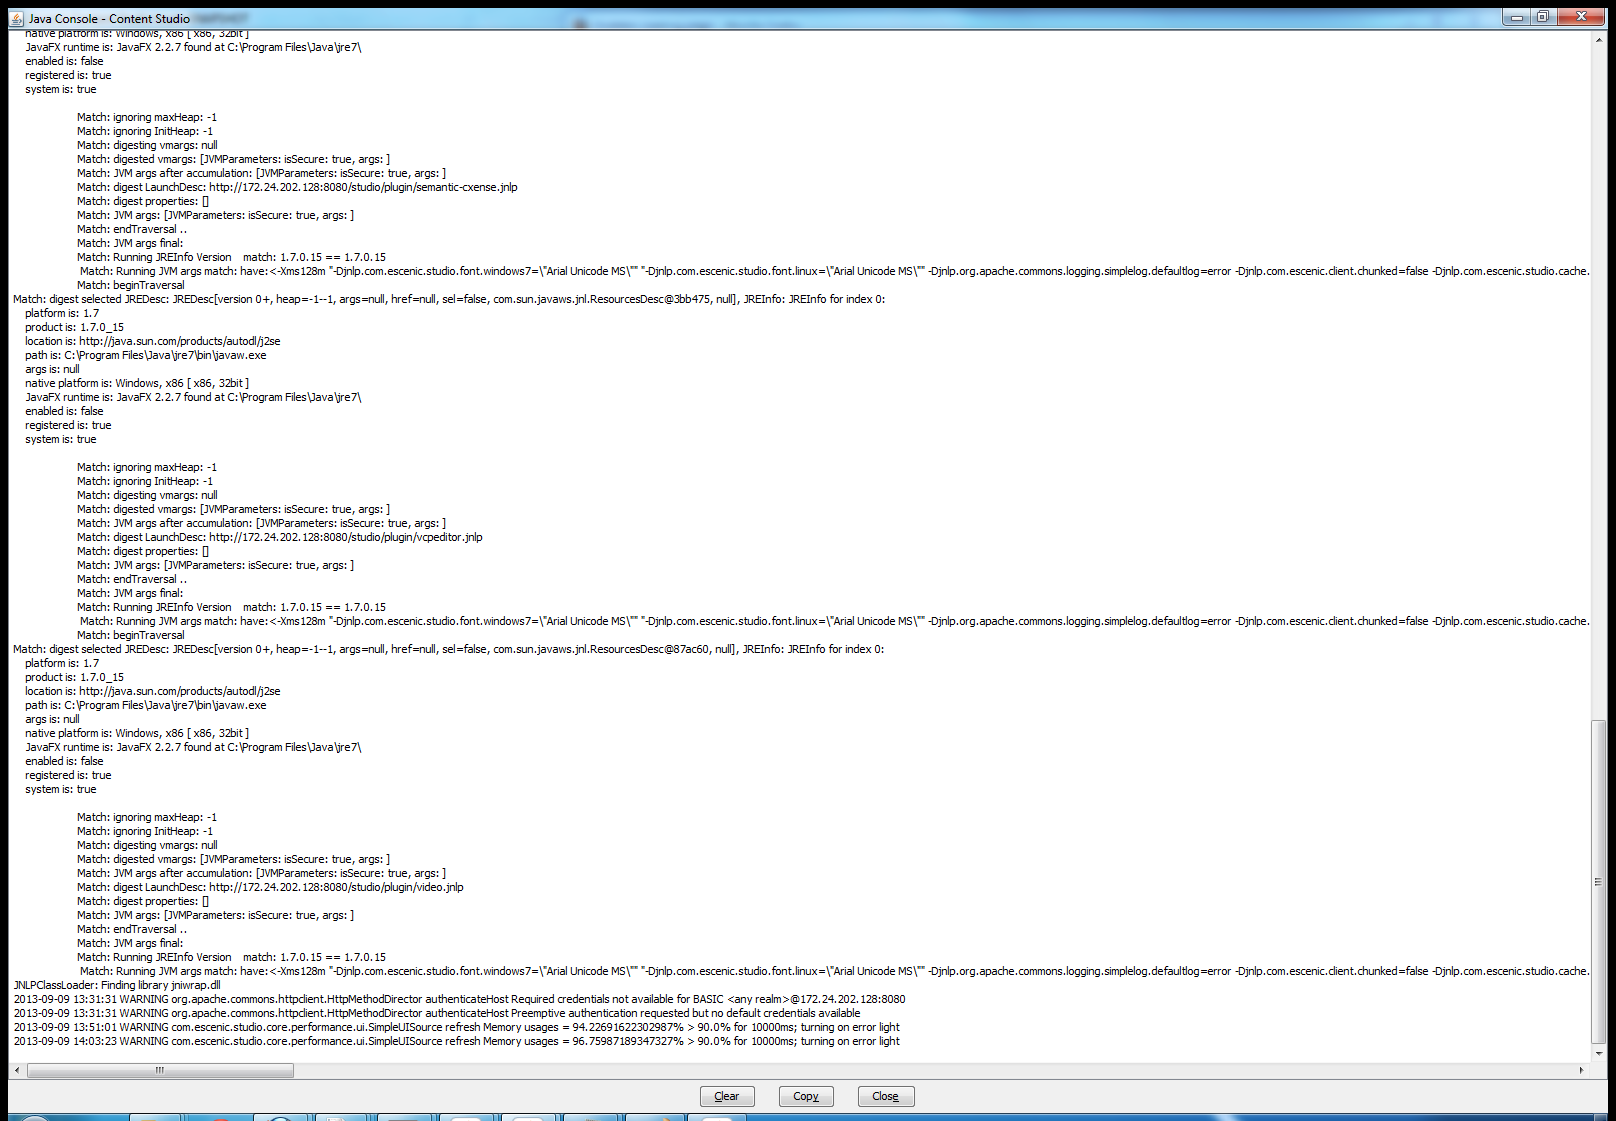 Java Console - Content Studio
native platform is: Windows, x86 [ x86, 32bit ]
JavaFX runtime is: JavaFX 2.2.7 found at C:\Program Files\Java\jre7\
enabled is: false
registered is: true
system is: true
Match: ignoring maxHeap: -1
Match: ignoring InitHeap: -1
Match: digesting vmargs: null
Match: digested vmargs: [JVMParameters: isSecure: true, args: ]
Match: JVM args after accumulation: [JVMParameters: isSecure: true, args: ]
Match: digest LaunchDesc: http://172.24.202.128:8080/studio/plugin/semantic-cxense.jnlp
Match: digest properties: []
Match: JVM args: [JVMParameters: isSecure: true, args: ]
Match: endTraversal ..
Match: JVM args final:
Match: Running JREInfo Version    match: 1.7.0.15 == 1.7.0.15
Match: Running JVM args match: have:<-Xms128m "-Djnlp.com.escenic.studio.font.windows7=\"Arial Unicode MS\"" "-Djnlp.com.escenic.studio.font.linux=\"Arial Unicode MS\"" -Djnlp.org.apache.commons.logging.simplelog.defaultlog=error -Djnlp.com.escenic.client.chunked=false -Djnlp.com.escenic.studio.cache.
Match: beginTraversal
Match: digest selected JREDesc: JREDesc[version 0+, heap=-1--1, args=null, href=null, sel=false, com.sun.javaws.jnl.ResourcesDesc@3bb475, null], JREInfo: JREInfo for index 0:
platform is: 1.7
product is: 1.7.0_15
location is: http://java.sun.com/products/autodl/j2se
path is: C:\Program Files\Java\jre7\bin\javaw.exe
args is: null
native platform is: Windows, x86 [ x86, 32bit ]
JavaFX runtime is: JavaFX 2.2.7 found at C:\Program Files\Java\jre7\
enabled is: false
registered is: true
system is: true
Match: ignoring maxHeap: -1
Match: ignoring InitHeap: -1
Match: digesting vmargs: null
Match: digested vmargs: [JVMParameters: isSecure: true, args: ]
Match: JVM args after accumulation: [JVMParameters: isSecure: true, args: ]
Match: digest LaunchDesc: http://172.24.202.128:8080/studio/plugin/vcpeditor.jnlp
Match: digest properties: []
Match: JVM args: [JVMParameters: isSecure: true, args: ]
Match: endTraversal ..
Match: JVM args final:
Match: Running JREInfo Version    match: 1.7.0.15 == 1.7.0.15
Match: Running JVM args match: have:<-Xms128m "-Djnlp.com.escenic.studio.font.windows7=\"Arial Unicode MS\"" "-Djnlp.com.escenic.studio.font.linux=\"Arial Unicode MS\"" -Djnlp.org.apache.commons.logging.simplelog.defaultlog=error -Djnlp.com.escenic.client.chunked=false -Djnlp.com.escenic.studio.cache.
Match: beginTraversal
Match: digest selected JREDesc: JREDesc[version 0+, heap=-1--1, args=null, href=null, sel=false, com.sun.javaws.jnl.ResourcesDesc@87ac60, null], JREInfo: JREInfo for index 0:
platform is: 1.7
product is: 1.7.0_15
location is: http://java.sun.com/products/autodl/j2se
path is: C:\Program Files\Java\jre7\bin\javaw.exe
args is: null
native platform is: Windows, x86 [ x86, 32bit ]
JavaFX runtime is: JavaFX 2.2.7 found at C:\Program Files\Java\jre7\
enabled is: false
registered is: true
system is: true
Match: ignoring maxHeap: -1
Match: ignoring InitHeap: -1
Match: digesting vmargs: null
Match: digested vmargs: [JVMParameters: isSecure: true, args: ]
Match: JVM args after accumulation: [JVMParameters: isSecure: true, args: ]
Match: digest LaunchDesc: http://172.24.202.128:8080/studio/plugin/video.jnlp
Match: digest properties: []
Match: JVM args: [JVMParameters: isSecure: true, args: ]
Match: endTraversal ..
Match: JVM args final:
Match: Running JREInfo Version    match: 1.7.0.15 == 1.7.0.15
Match: Running JVM args match: have:<-Xms128m "-Djnlp.com.escenic.studio.font.windows7=\"Arial Unicode MS\"" "-Djnlp.com.escenic.studio.font.linux=\"Arial Unicode MS\"" -Djnlp.org.apache.commons.logging.simplelog.defaultlog=error -Djnlp.com.escenic.client.chunked=false -Djnlp.com.escenic.studio.cache.
JNLPClassLoader: Finding library jniwrap.dll
2013-09-09 13:31:31 WARNING org.apache.commons.httpclient.HttpMethodDirector authenticateHost Required credentials not available for BASIC <any realm>@172.24.202.128:8080
2013-09-09 13:31:31 WARNING org.apache.commons.httpclient.HttpMethodDirector authenticateHost Preemptive authentication requested but no default credentials available
2013-09-09 13:51:01 WARNING com.escenic.studio.core.performance.ui.SimpleUISource refresh Memory usages = 94.22691622302987% > 90.0% for 10000ms; turning on error light
2013-09-09 14:03:23 WARNING com.escenic.studio.core.performance.ui.SimpleUISource refresh Memory usages = 96.75987189347327% > 90.0% for 10000ms; turning on error light
Clear
Copy
Close